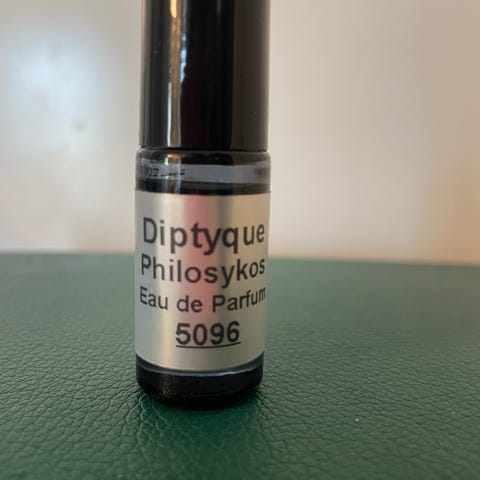 Diptyque
Philosykos
Eau de Parfum
5096